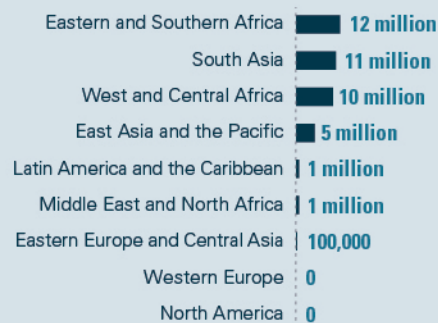 Eastern and Southern Africa 12 million
South Asia 11 million
West and Central Africa 10 million
East Asia and the Pacific 5 million
Latin America and the Caribbean 1 million
Middle East and North Africa 1 million
Eastern Europe and Central Asia 100,000
Western Europe 0
North America 0